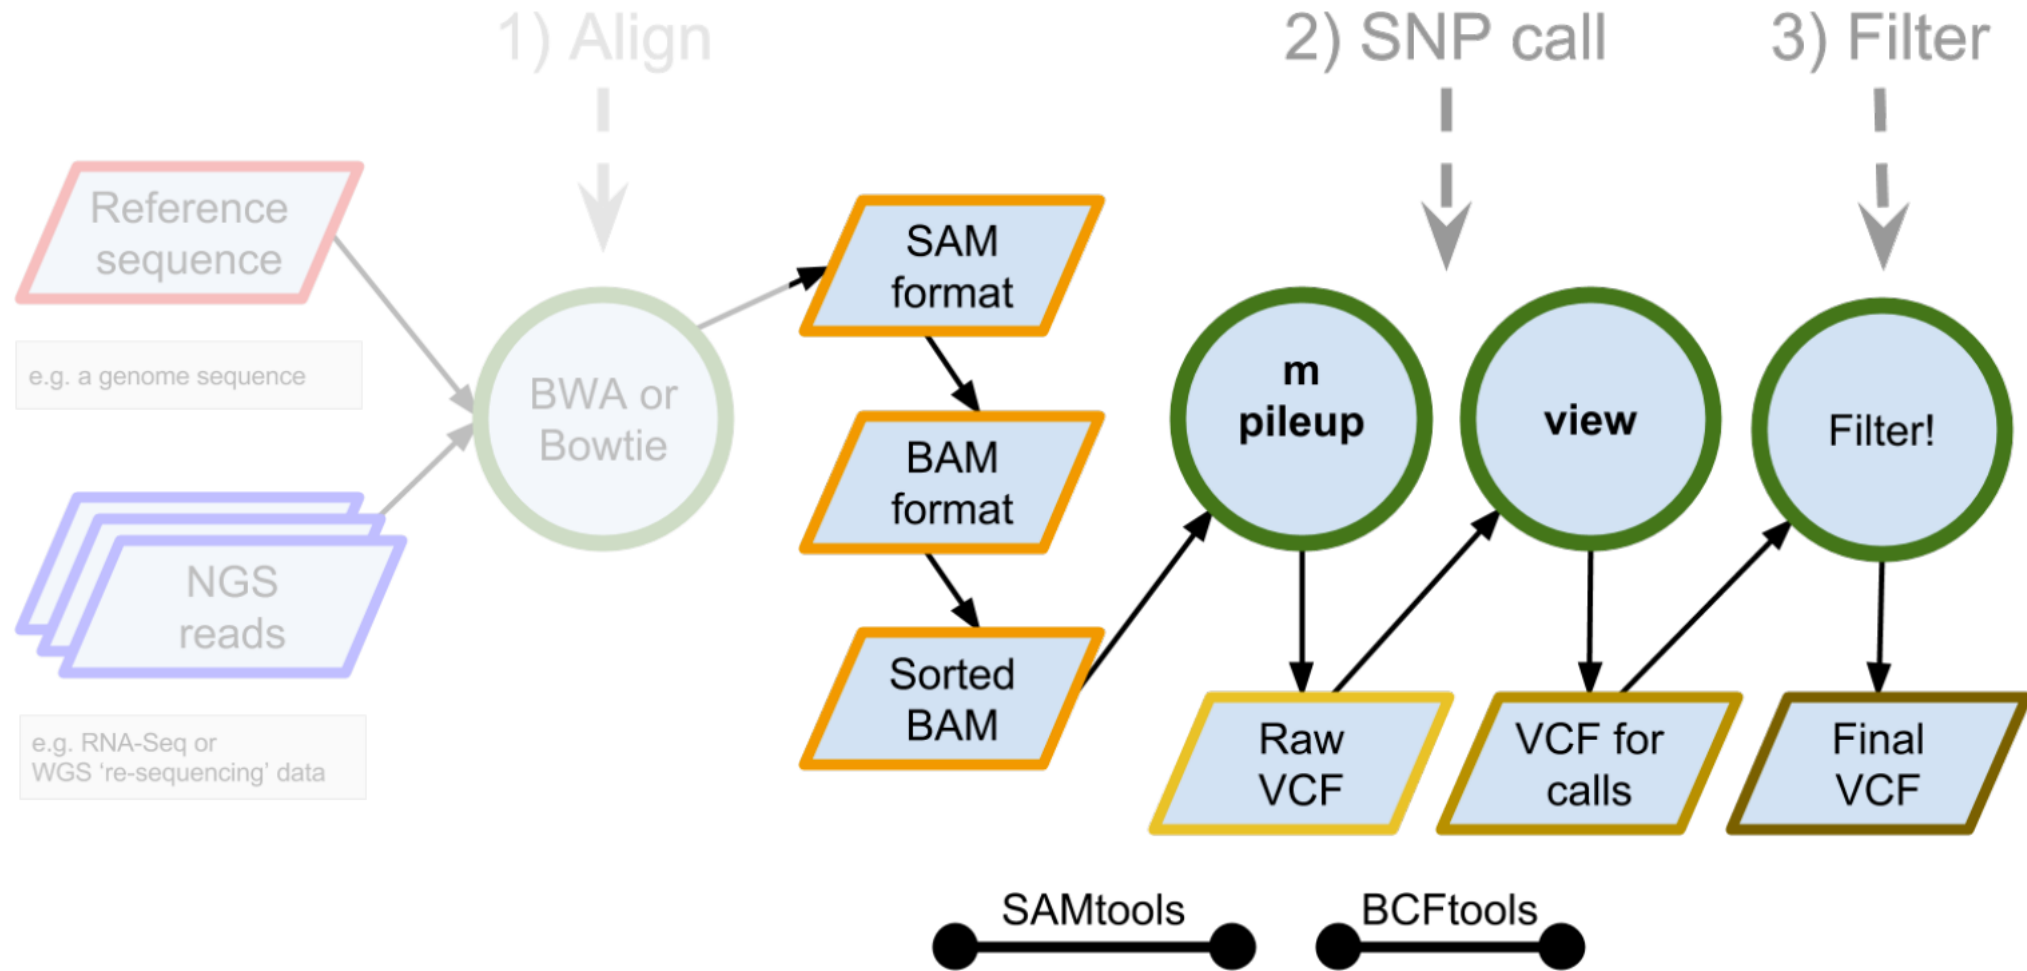 1) Align
2) SNP call
3) Filter
Reference
sequence
e.g. a genome sequence
NGS
reads
e.g. RNA-Seq or
WGS ‘re-sequencing’ data
BWA or
Bowtie
SAM
format
BAM
format
Sorted
BAM
m
pileup
view
Filter!
Raw
VCF
VCF for
calls
Final
VCF
SAMtools
BCFtools